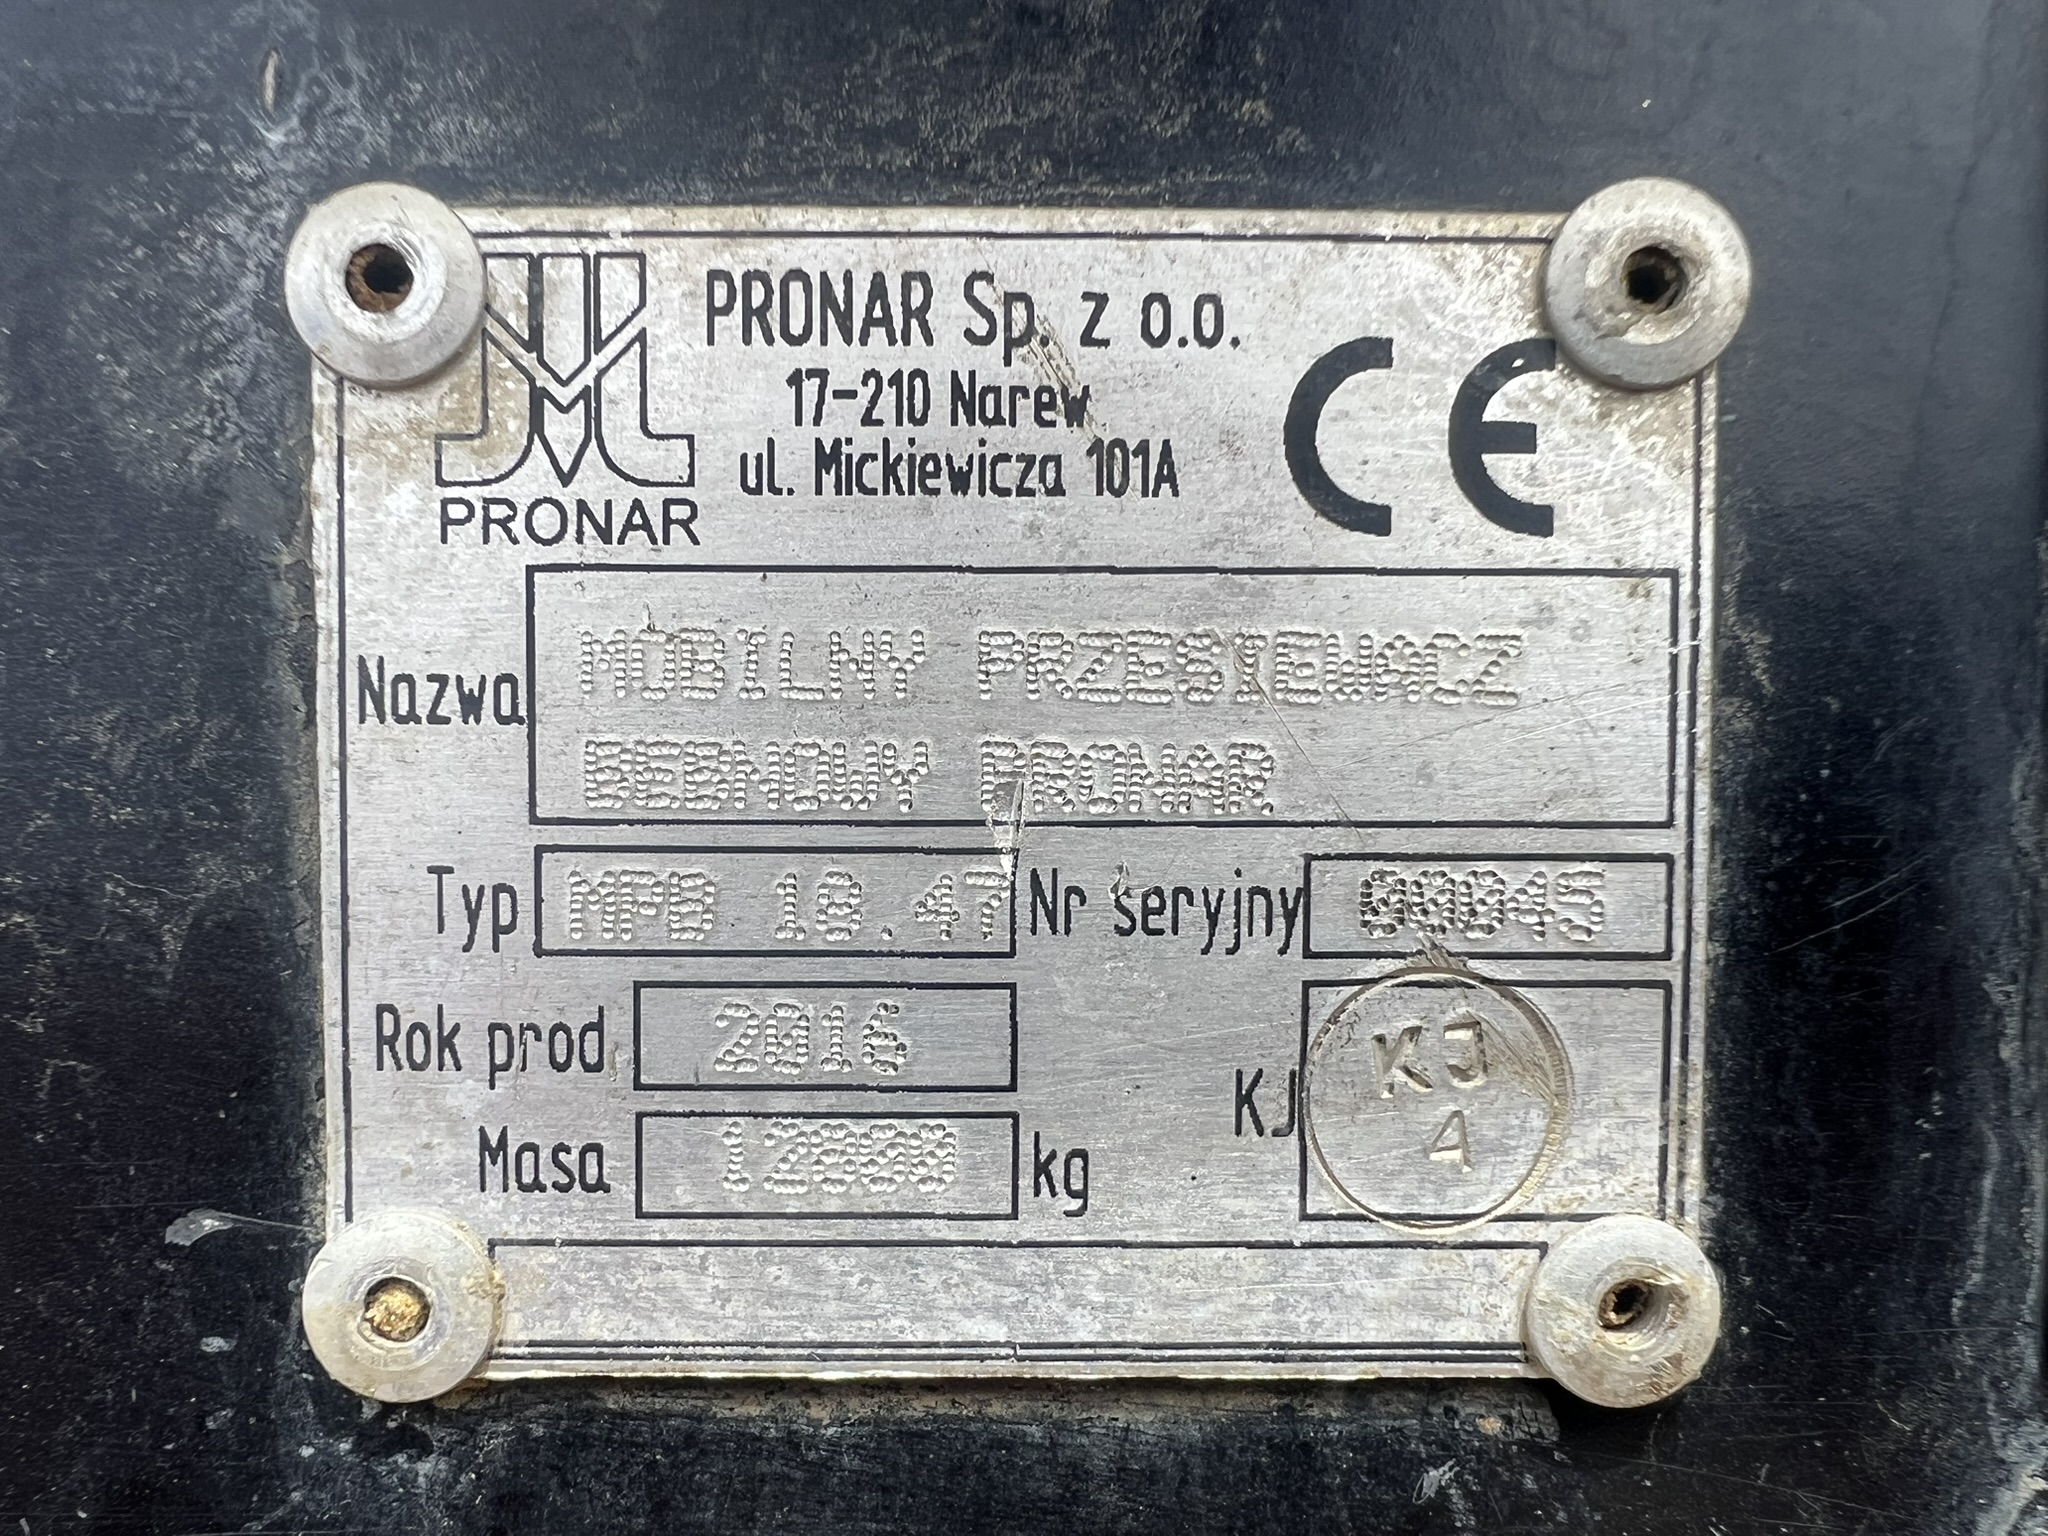 PRONAR Sp. z o.o.
17-210 Narew
ul. Mickiewicza 101A
PRONAR
CE
Nazwa MOBILNY PRZESIEWACZ
BEBNOWY PRONAR
Typ MPB 18.47 Nr seryjny 00045
Rok prod 2016
Masa 12800 kg
KJ KJ
4